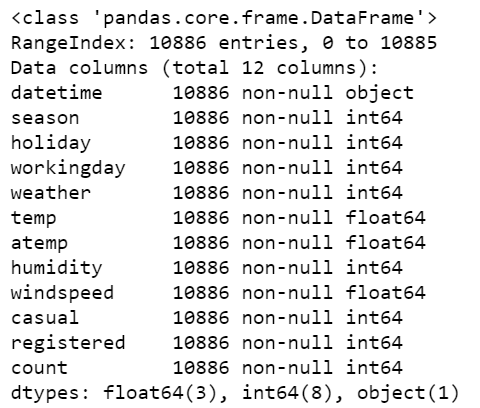 <class 'pandas.core.frame.DataFrame'>
RangeIndex: 10886 entries, 0 to 10885
Data columns (total 12 columns):
datetime      10886 non-null object
season        10886 non-null int64
holiday       10886 non-null int64
workingday    10886 non-null int64
weather       10886 non-null int64
temp          10886 non-null float64
atemp         10886 non-null float64
humidity      10886 non-null int64
windspeed     10886 non-null float64
casual        10886 non-null int64
registered    10886 non-null int64
count         10886 non-null int64
dtypes: float64(3), int64(8), object(1)